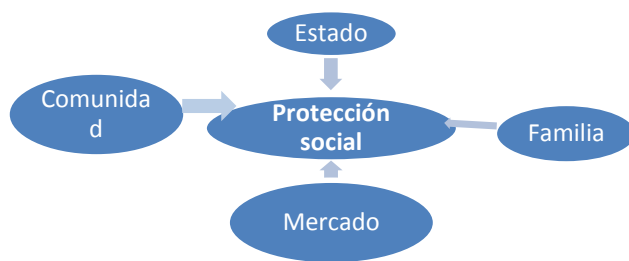 Estado
Comunida
d
Protección
social
Familia
Mercado